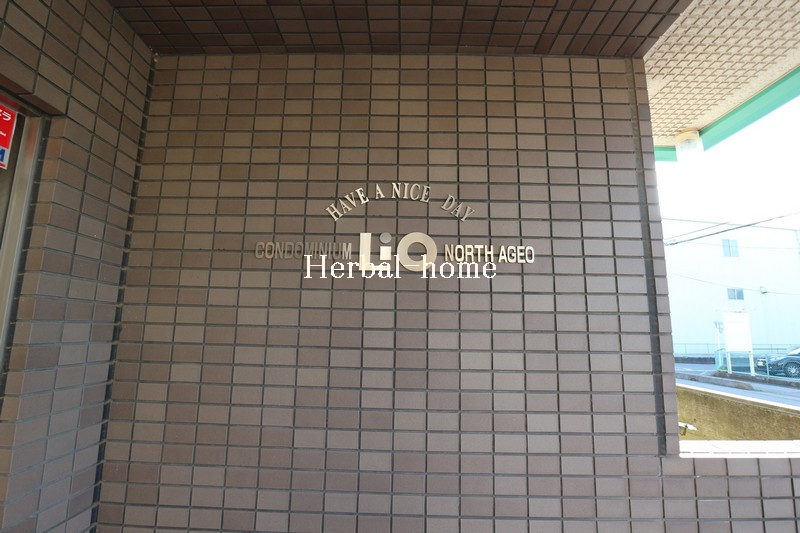 HAVE A NICE DAY
CONDOMINIUM LiO NORTH AGEO
Herbal home